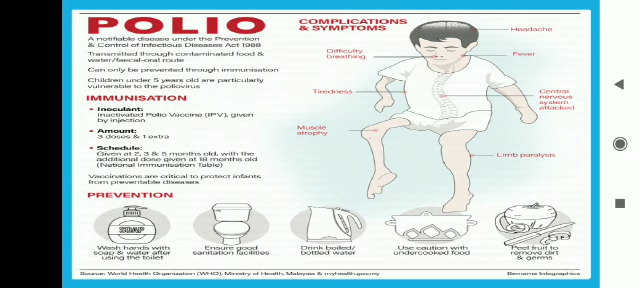 POLIO
A notifiable disease under the Prevention
& Control of Infectious Diseases Act 1988
Transmitted through contaminated food &
water/faecal-oral route
Can only be prevented through immunisation
Children under 5 years old are particularly
vulnerable to the poliovirus
IMMUNISATION
• Inoculant:
Inactivated Polio Vaccine (IPV), given
by injection
• Amount:
3 doses & 1 extra
• Schedule:
Given at 2, 3 & 5 months old, with the
additional dose given at 18 months old
(National Immunisation Table)
Vaccinations are critical to protect infants
from preventable diseases
COMPLICATIONS
& SYMPTOMS
Headache
Difficulty
breathing
Fever
Tiredness
Central
nervous
system
attacked
Muscle
atrophy
Limb paralysis
PREVENTION
SOAP
Wash hands with
soap & water after
using the toilet
Ensure good
sanitation facilities
Drink boiled/
bottled water
Use caution with
undercooked food
Peel fruit to
remove dirt
& germs
Source: World Health Organization (WHO), Ministry of Health, Malaysia & myhealth.gov.my
Bernama Infographics